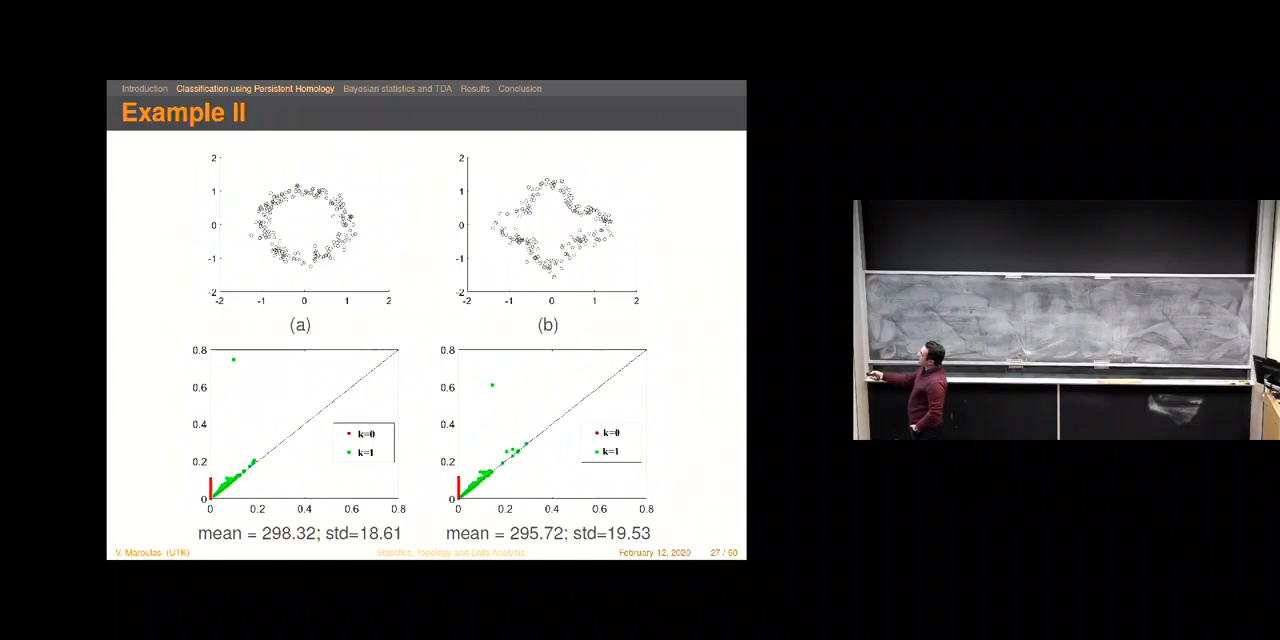 Introduction Classification using Persistent Homology Bayesian statistics and TDA Results Conclusion
Example II
2
1
0
-1
-2
-2 -1 0 1 2
(a)
2
1
0
-1
-2
-2 -1 0 1 2
(b)
0.8
0.6
0.4
0.2
0
0 0.2 0.4 0.6 0.8
k=0
k=1
mean = 298.32; std=18.61
0.8
0.6
0.4
0.2
0
0 0.2 0.4 0.6 0.8
k=0
k=1
mean = 295.72; std=19.53
V. Maroulas (UTK) Statistics, Topology and Data Analysis February 12, 2020 27 / 50